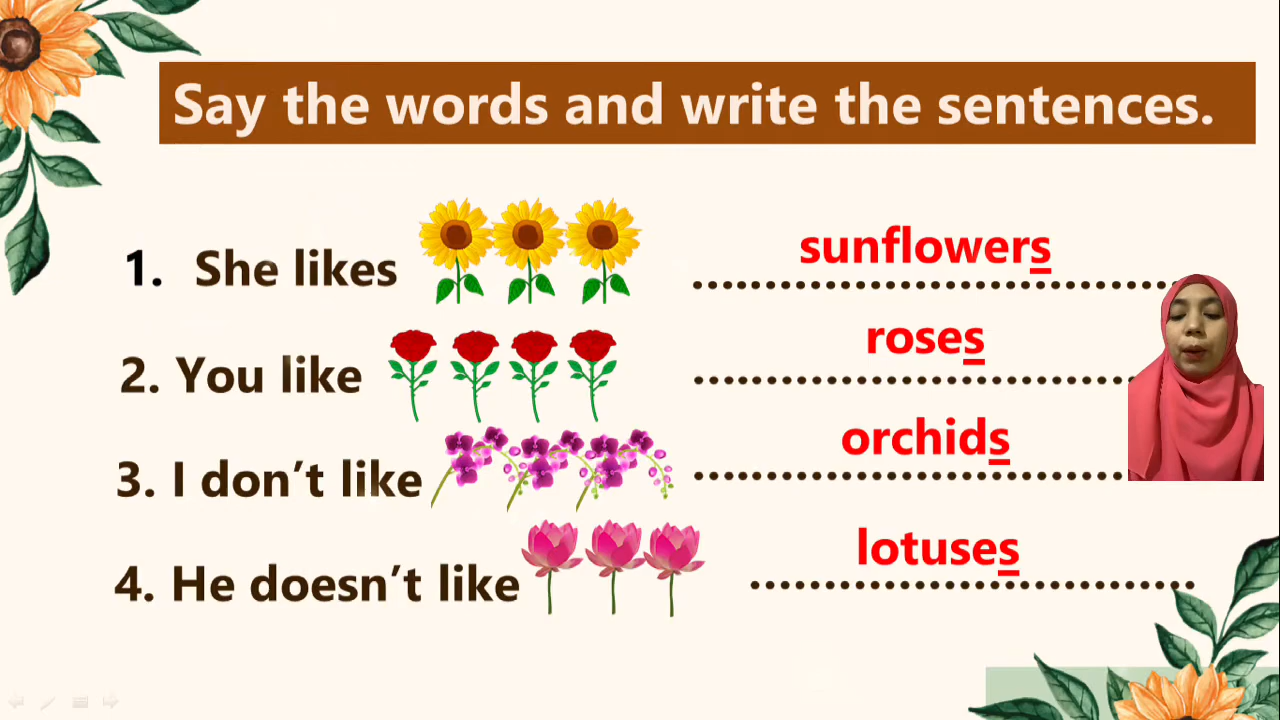 Say the words and write the sentences.
1. She likes sunflowers
2. You like roses
3. I don’t like orchids
4. He doesn’t like lotuses